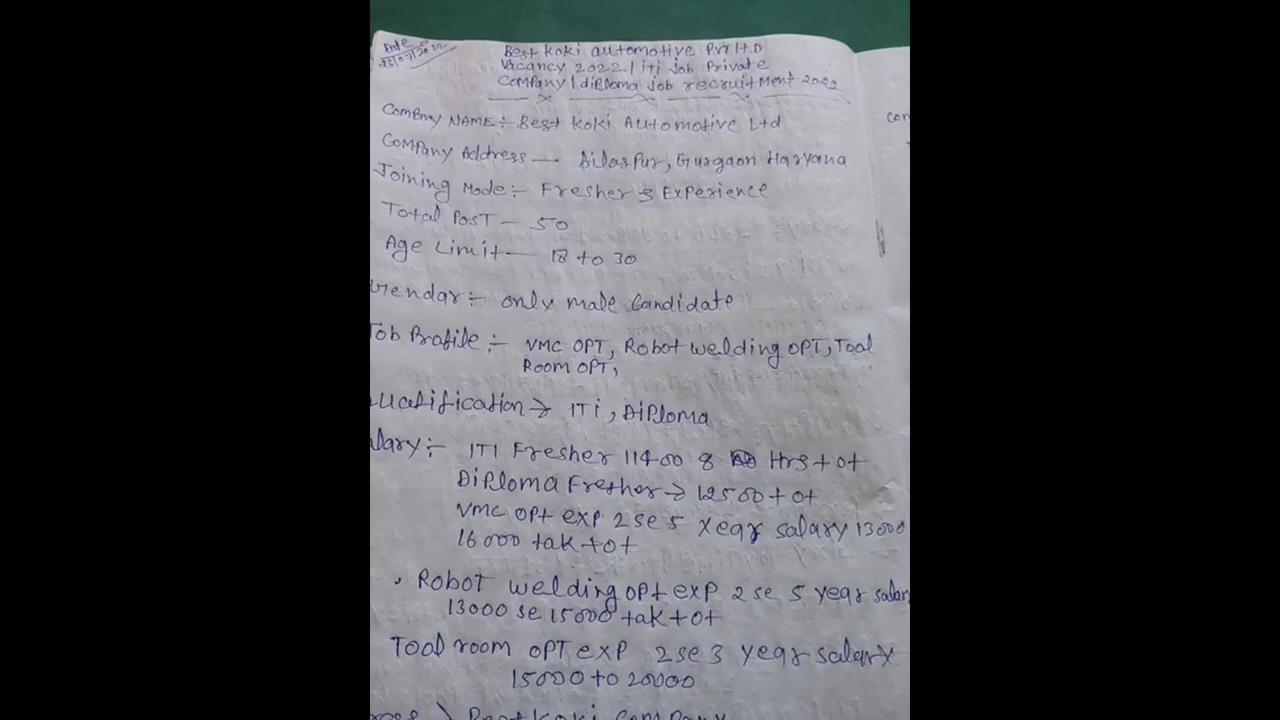 Date
Best koki automotive Pvt LtD
Vacancy 2022 / iti job Private
Company / diploma job recruitment 2022
Company NAME:- Best Koki Automotive Ltd
Company Address — Bilaspur, Gurgaon Haryana
Joining Mode:- Fresher & Experience
Total Post - 50
Age Limit — 18 to 30
Gendar:- only male Candidate
Job Profile:- VMC OPT, Robot welding OPT, Tool
Room OPT,
ualification → ITi, Diploma
alary:- ITI Fresher 11400 8 Hrs + ot
Diploma Fresher → 12500 + ot
VMC opt exp 2 se 5 year salary 13000
16000 tak + ot
. Robot welding opt exp 2 se 5 year salar
13000 se 15000 tak + ot
Tool room OPT exp 2 se 3 year salary
15000 to 20000